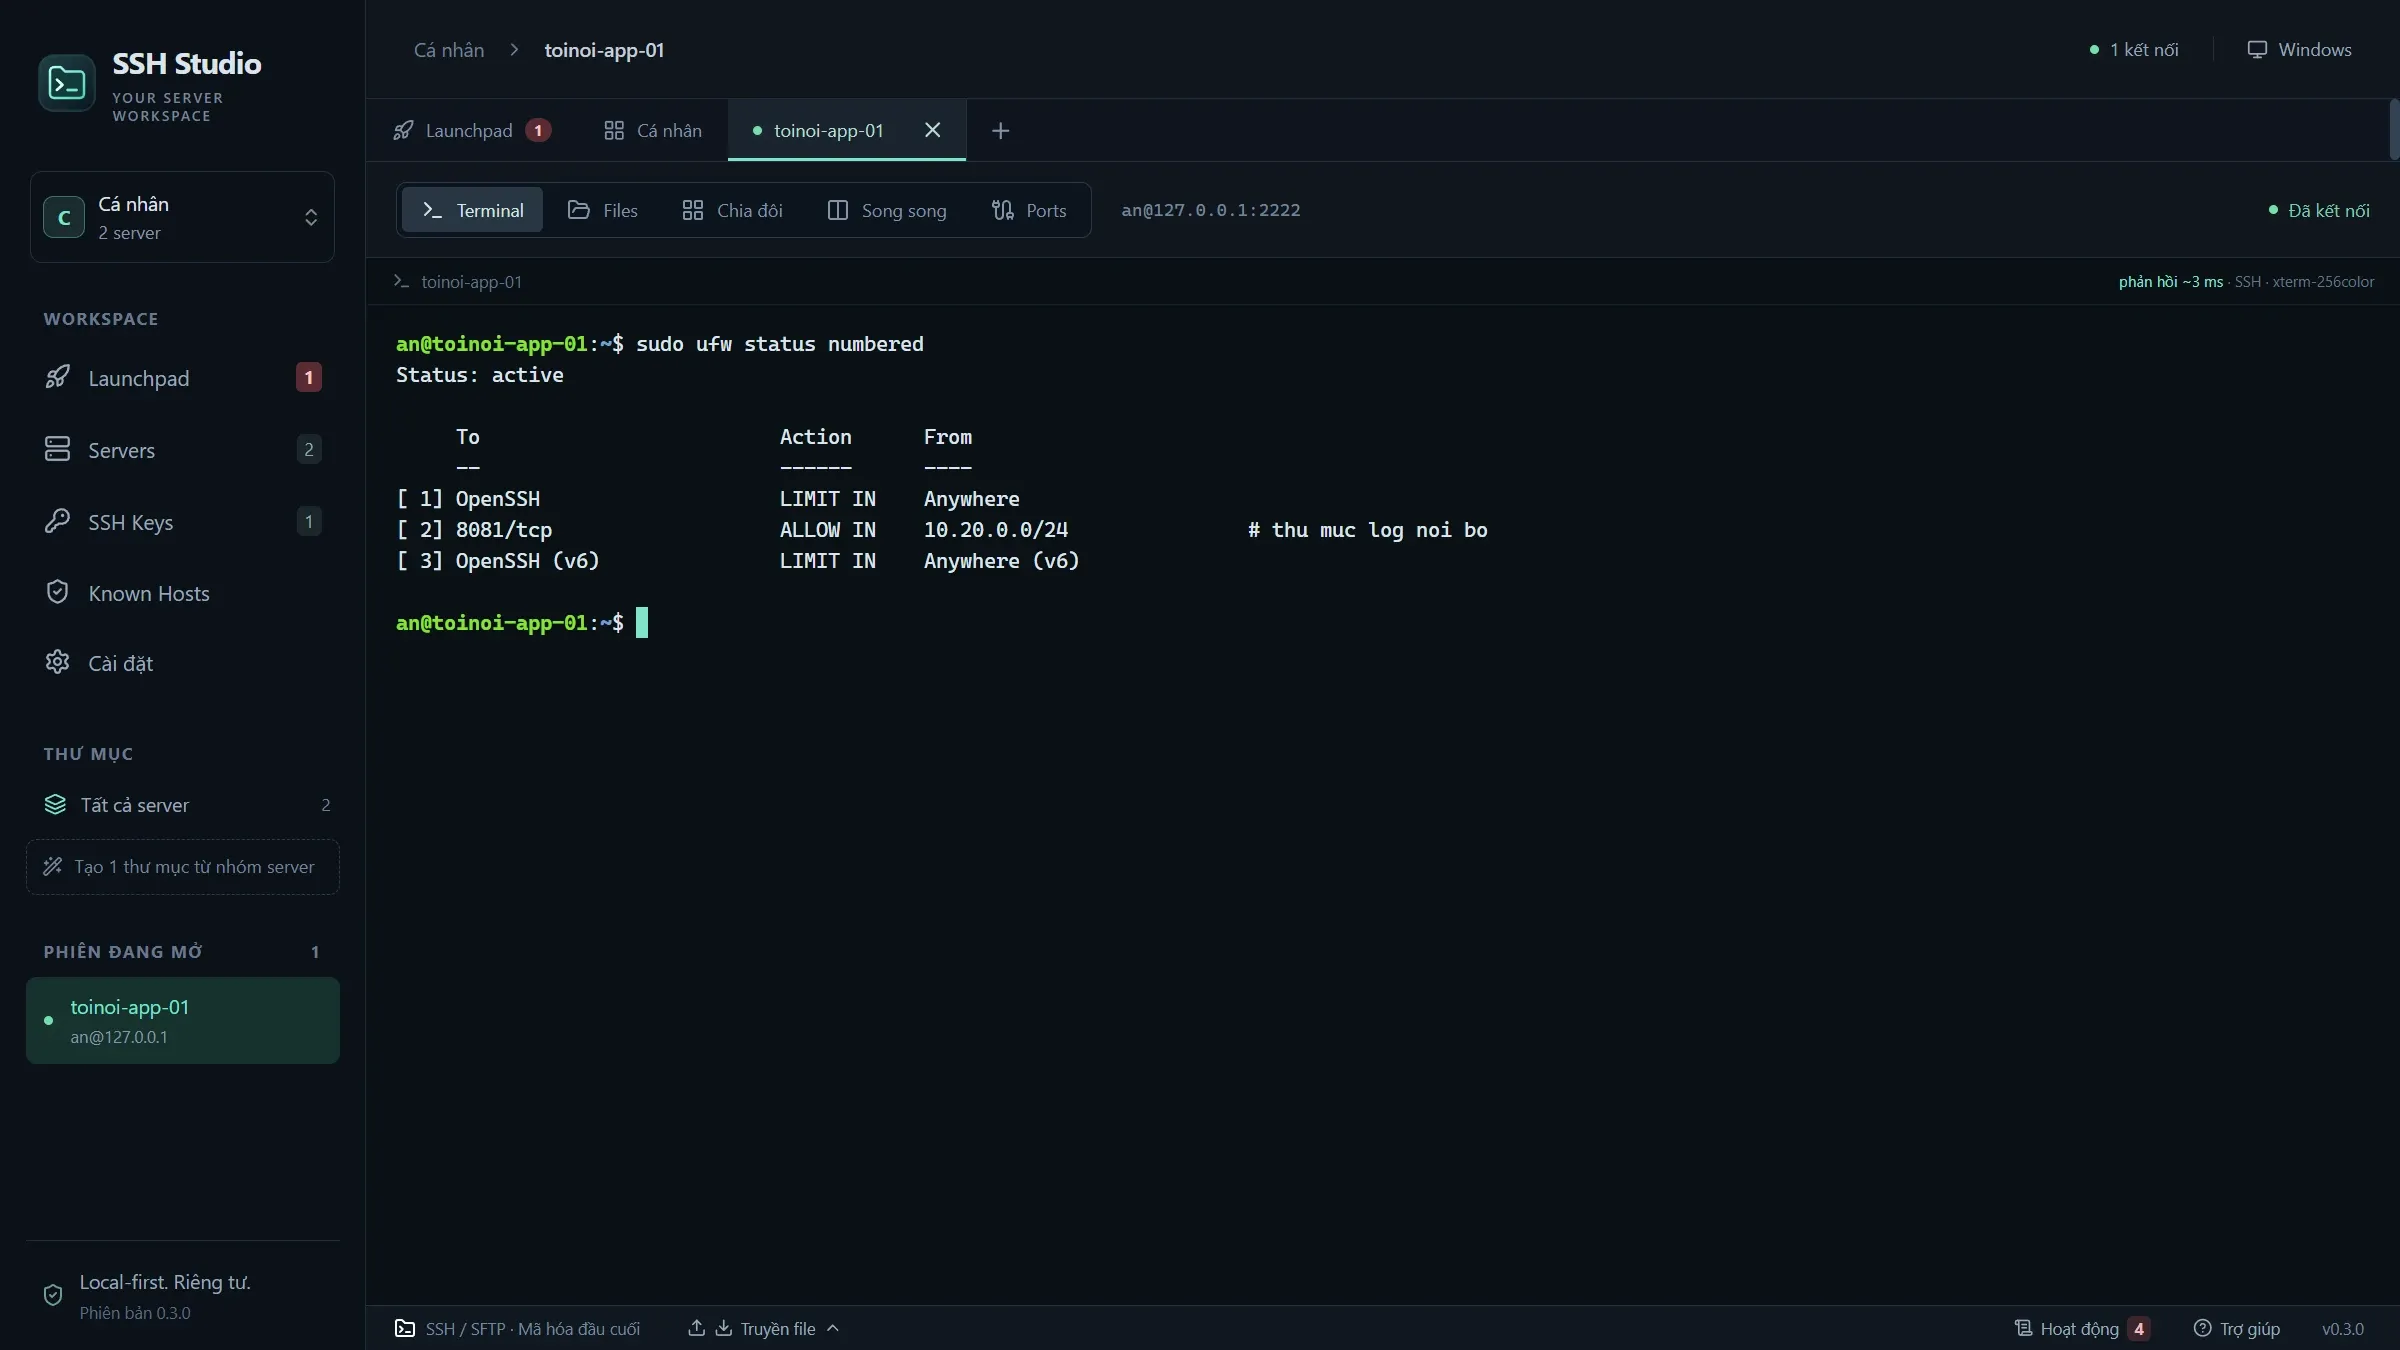 SSH Studio
YOUR SERVER
WORKSPACE
C
Cá nhân
2 server
WORKSPACE
Launchpad 1
Servers 2
SSH Keys 1
Known Hosts
Cài đặt
THƯ MỤC
Tất cả server 2
Tạo 1 thư mục từ nhóm server
PHIÊN ĐANG MỞ 1
toinoi-app-01
an@127.0.0.1
Local-first. Riêng tư.
Phiên bản 0.3.0
Cá nhân > toinoi-app-01
1 kết nối
Windows
Launchpad 1
Cá nhân
toinoi-app-01
Terminal
Files
Chia đôi
Song song
Ports
an@127.0.0.1:2222
Đã kết nối
toinoi-app-01
phản hồi ~3 ms · SSH · xterm-256color
an@toinoi-app-01:~$ sudo ufw status numbered
Status: active
To Action From
-- ------ ----
[ 1] OpenSSH LIMIT IN Anywhere
[ 2] 8081/tcp ALLOW IN 10.20.0.0/24 # thu muc log noi bo
[ 3] OpenSSH (v6) LIMIT IN Anywhere (v6)
an@toinoi-app-01:~$
SSH / SFTP · Mã hóa đầu cuối
Truyền file
Hoạt động 4
Trợ giúp
v0.3.0